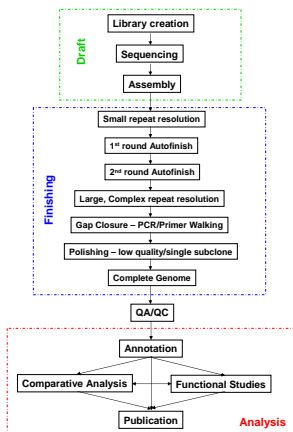 Draft
Library creation
Sequencing
Assembly
Finishing
Small repeat resolution
1st round Autofinish
2nd round Autofinish
Large, Complex repeat resolution
Gap Closure – PCR/Primer Walking
Polishing – low quality/single subclone
Complete Genome
QA/QC
Annotation
Comparative Analysis
Functional Studies
Publication
Analysis